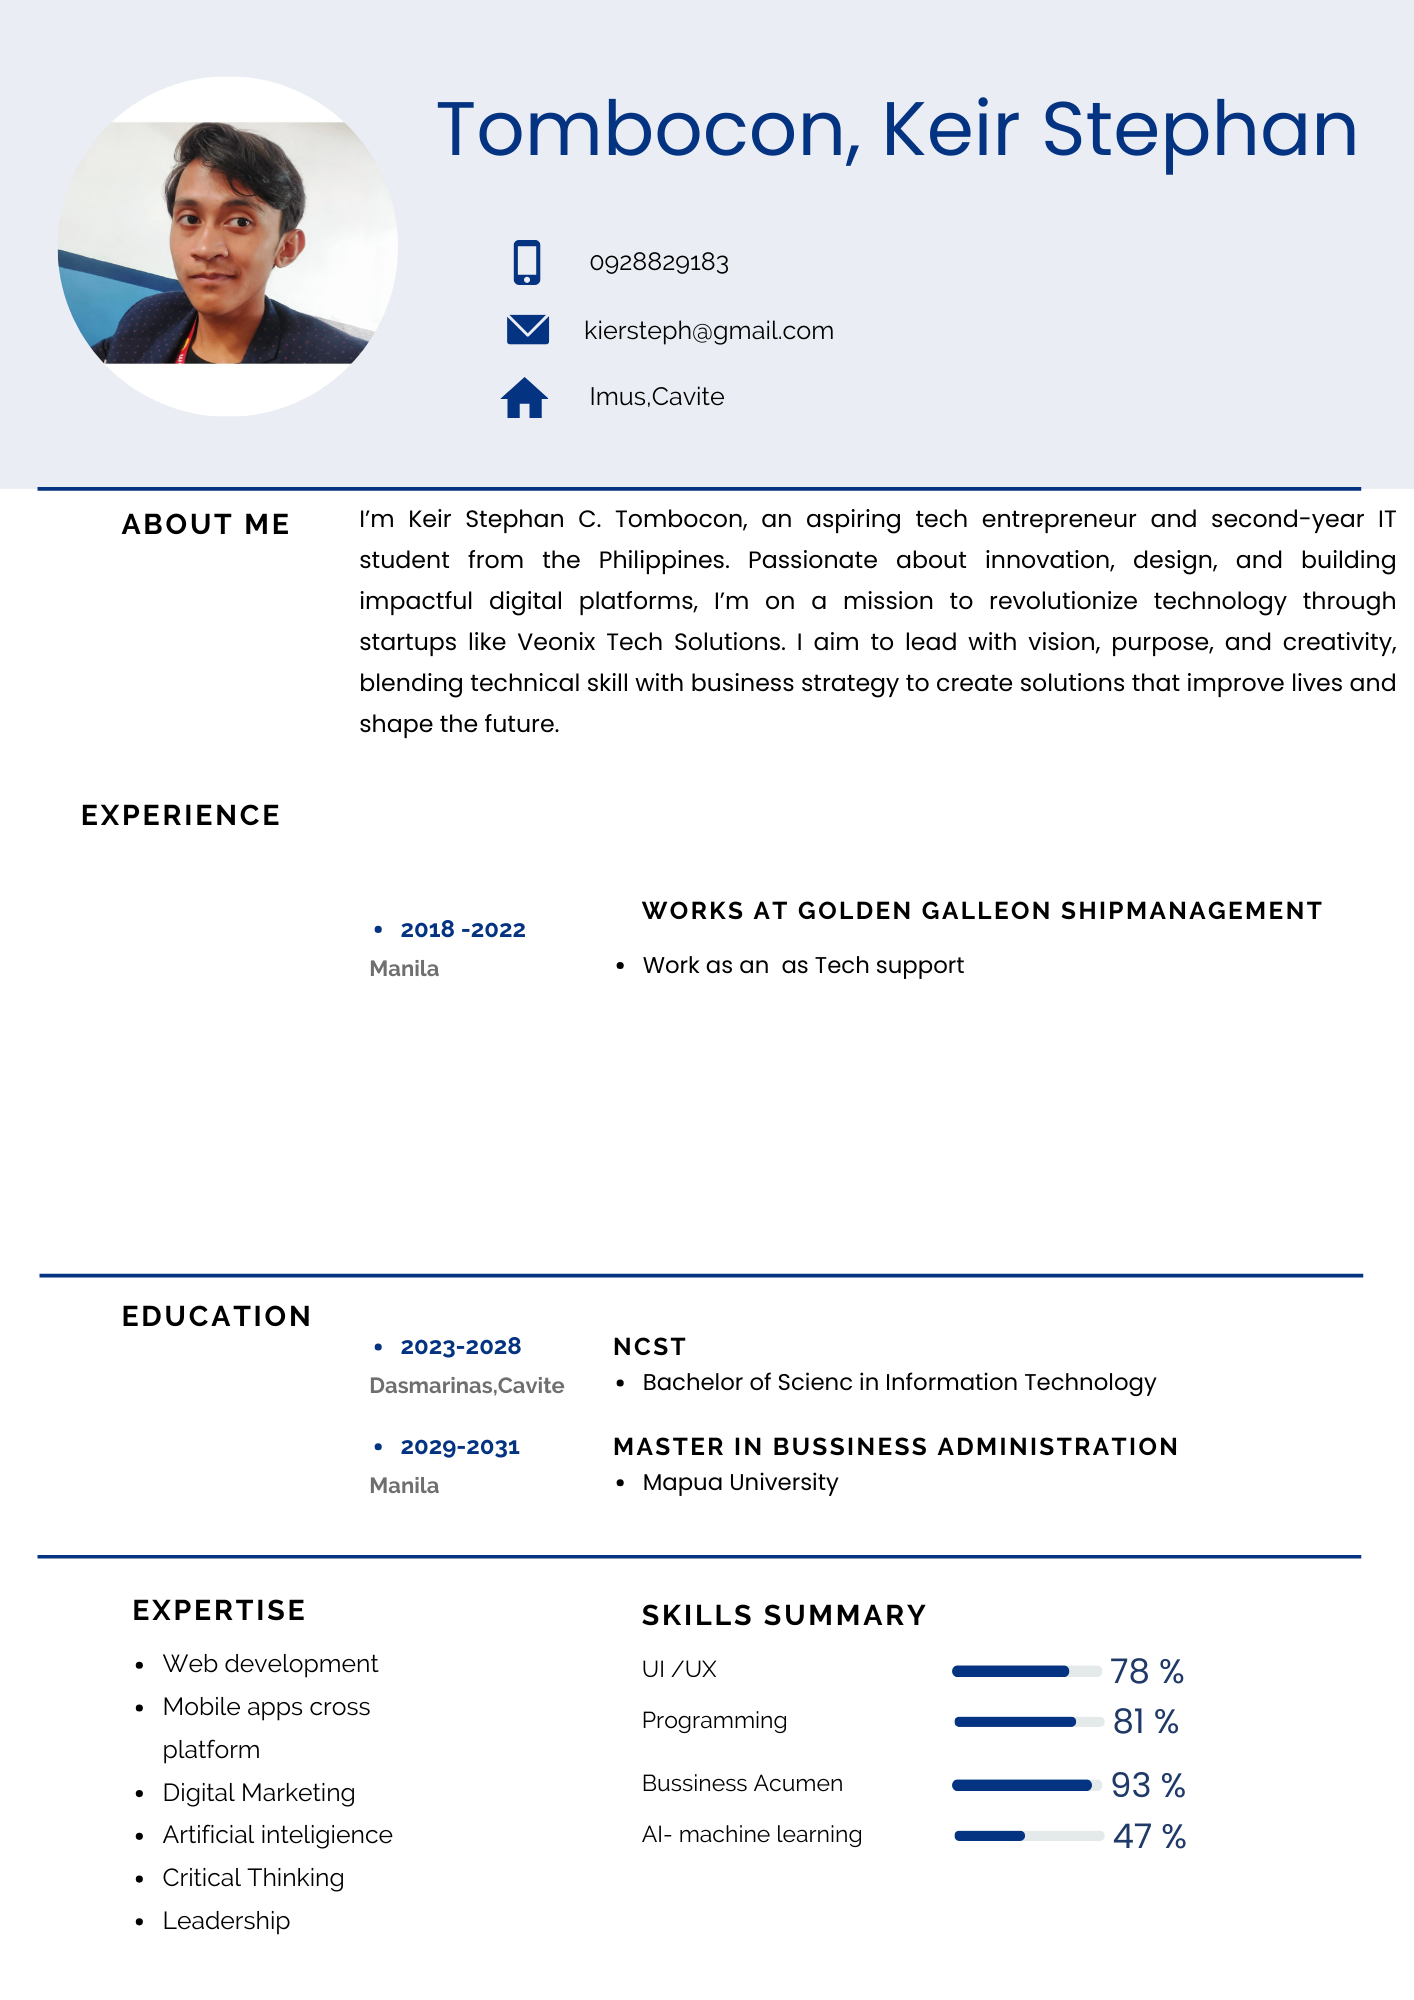 Tombocon, Keir Stephan
0928829183
kiersteph@gmail.com
Imus,Cavite
ABOUT ME
I'm Keir Stephan C. Tombocon, an aspiring tech entrepreneur and second-year IT
student from the Philippines. Passionate about innovation, design, and building
impactful digital platforms, I'm on a mission to revolutionize technology through
startups like Veonix Tech Solutions. I aim to lead with vision, purpose, and creativity,
blending technical skill with business strategy to create solutions that improve lives and
shape the future.
EXPERIENCE
• 2018 -2022
Manila
WORKS AT GOLDEN GALLEON SHIPMANAGEMENT
• Work as an  as Tech support
EDUCATION
• 2023-2028
Dasmarinas,Cavite
NCST
• Bachelor of Scienc in Information Technology
• 2029-2031
Manila
MASTER IN BUSSINESS ADMINISTRATION
• Mapua University
EXPERTISE
• Web development
• Mobile apps cross
platform
• Digital Marketing
• Artificial inteligience
• Critical Thinking
• Leadership
SKILLS SUMMARY
UI /UX 78 %
Programming 81 %
Bussiness Acumen 93 %
AI- machine learning 47 %